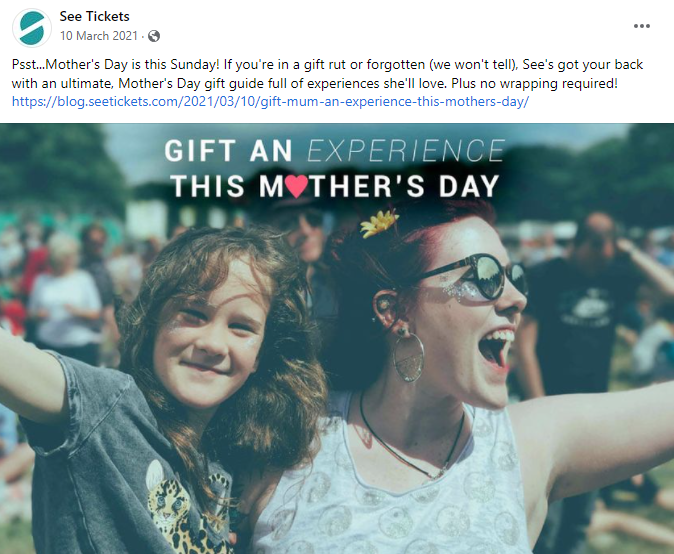 See Tickets
10 March 2021 ·
Psst...Mother's Day is this Sunday! If you're in a gift rut or forgotten (we won't tell), See's got your back
with an ultimate, Mother's Day gift guide full of experiences she'll love. Plus no wrapping required!
https://blog.seetickets.com/2021/03/10/gift-mum-an-experience-this-mothers-day/
GIFT AN EXPERIENCE
THIS M♥THER'S DAY